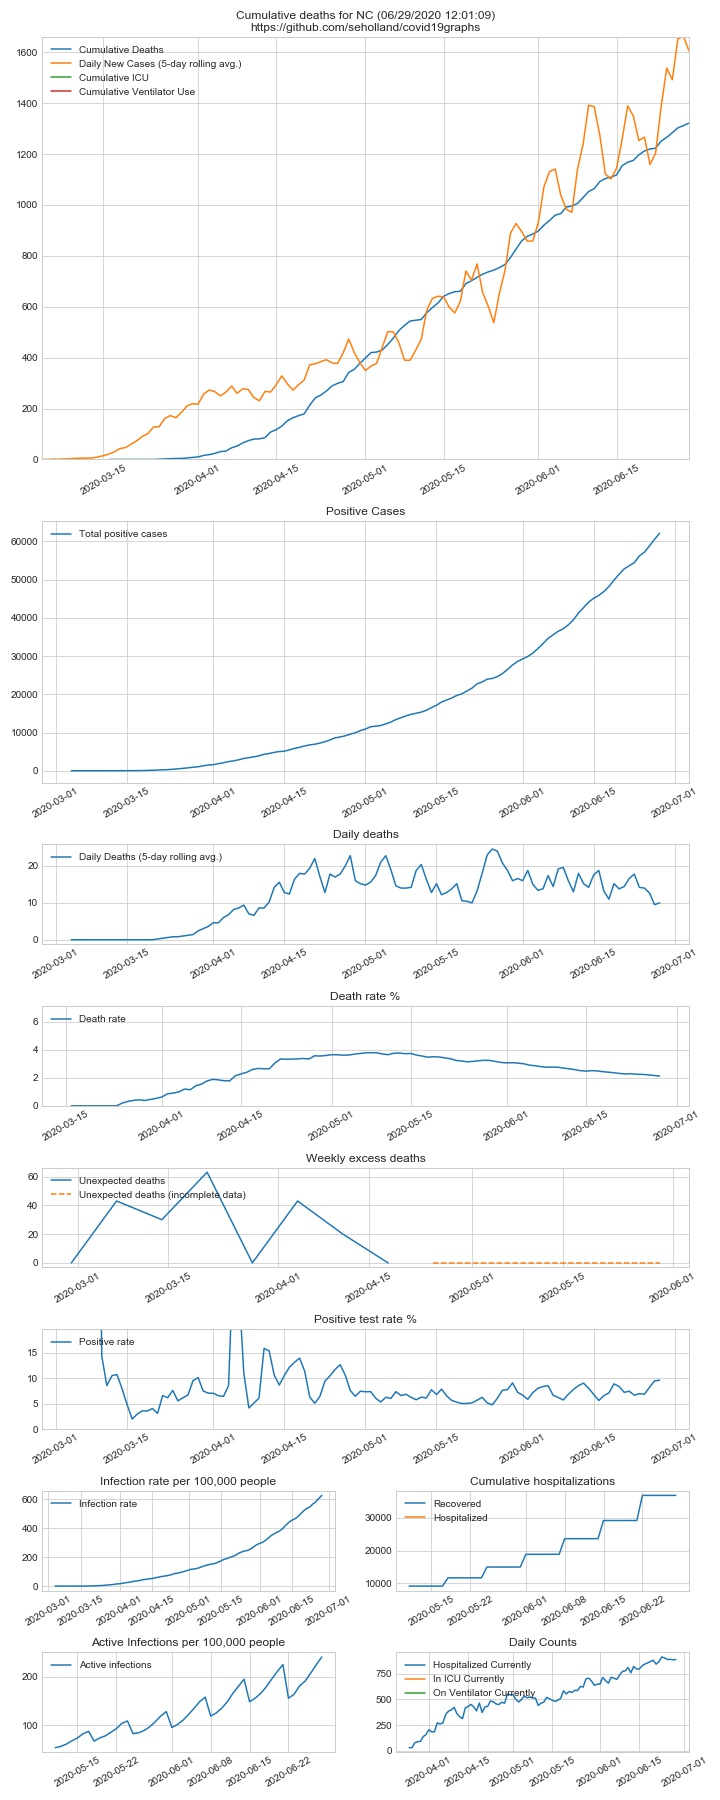 Cumulative deaths for NC (06/29/2020 12:01:09)
https://github.com/seholland/covid19graphs
Cumulative Deaths
Daily New Cases (5-day rolling avg.)
Cumulative ICU
Cumulative Ventilator Use
1600
1400
1200
1000
800
600
400
200
0
2020-03-15 2020-04-01 2020-04-15 2020-05-01 2020-05-15 2020-06-01 2020-06-15
Positive Cases
Total positive cases
60000
50000
40000
30000
20000
10000
0
2020-03-01 2020-03-15 2020-04-01 2020-04-15 2020-05-01 2020-05-15 2020-06-01 2020-06-15 2020-07-01
Daily deaths
Daily Deaths (5-day rolling avg.)
20
10
0
2020-03-01 2020-03-15 2020-04-01 2020-04-15 2020-05-01 2020-05-15 2020-06-01 2020-06-15 2020-07-01
Death rate %
Death rate
6
4
2
0
2020-03-15 2020-04-01 2020-04-15 2020-05-01 2020-05-15 2020-06-01 2020-06-15 2020-07-01
Weekly excess deaths
Unexpected deaths
Unexpected deaths (incomplete data)
60
40
20
0
2020-03-01 2020-03-15 2020-04-01 2020-04-15 2020-05-01 2020-05-15 2020-06-01
Positive test rate %
Positive rate
15
10
5
0
2020-03-01 2020-03-15 2020-04-01 2020-04-15 2020-05-01 2020-05-15 2020-06-01 2020-06-15 2020-07-01
Infection rate per 100,000 people
Infection rate
600
400
200
0
2020-03-01 2020-03-15 2020-04-01 2020-04-15 2020-05-01 2020-05-15 2020-06-01 2020-06-15 2020-07-01
Cumulative hospitalizations
Recovered
Hospitalized
30000
20000
10000
2020-05-15 2020-05-22 2020-06-01 2020-06-08 2020-06-15 2020-06-22
Active Infections per 100,000 people
Active infections
200
100
2020-05-15 2020-05-22 2020-06-01 2020-06-08 2020-06-15 2020-06-22
Daily Counts
Hospitalized Currently
In ICU Currently
On Ventilator Currently
750
500
250
0
2020-04-01 2020-04-15 2020-05-01 2020-05-15 2020-06-01 2020-06-15 2020-07-01